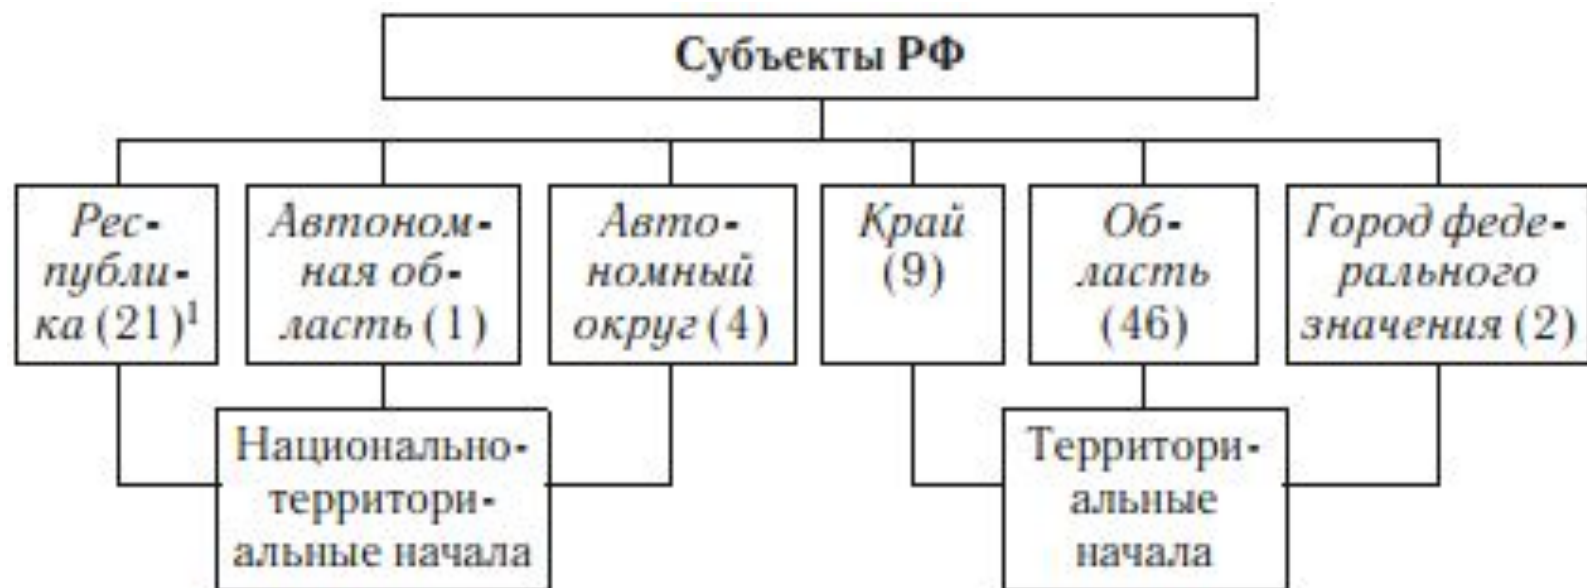 Субъекты РФ
Рес-
публи-
ка (21)¹
Автоном-
ная об-
ласть (1)
Авто-
номный
округ (4)
Край
(9)
Об-
ласть
(46)
Город феде-
рального
значения (2)
Национально-
территори-
альные начала
Территори-
альные
начала